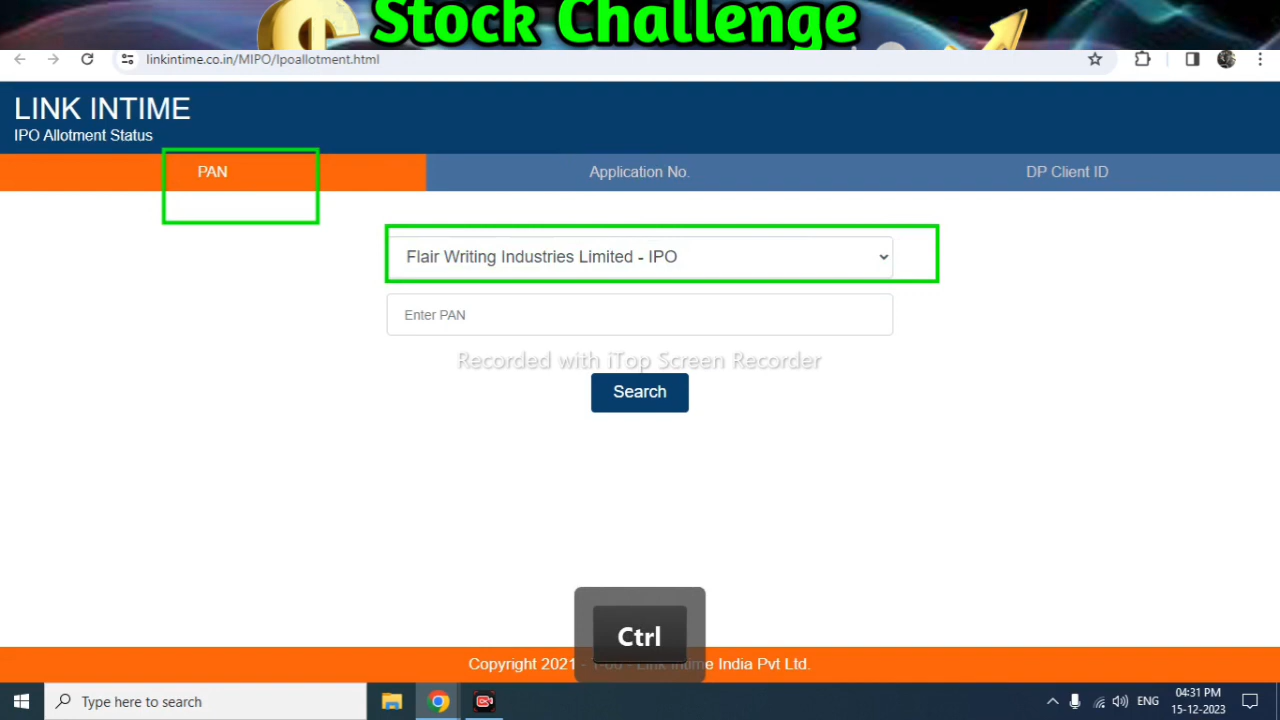 Stock Challenge
linkintime.co.in/MIPO/Ipoallotment.html
LINK INTIME
IPO Allotment Status
PAN
Application No.
DP Client ID
Flair Writing Industries Limited - IPO
Enter PAN
Recorded with iTop Screen Recorder
Search
Ctrl
Copyright 2021 - Link Intime India Pvt Ltd.
Type here to search
ENG
04:31 PM
15-12-2023